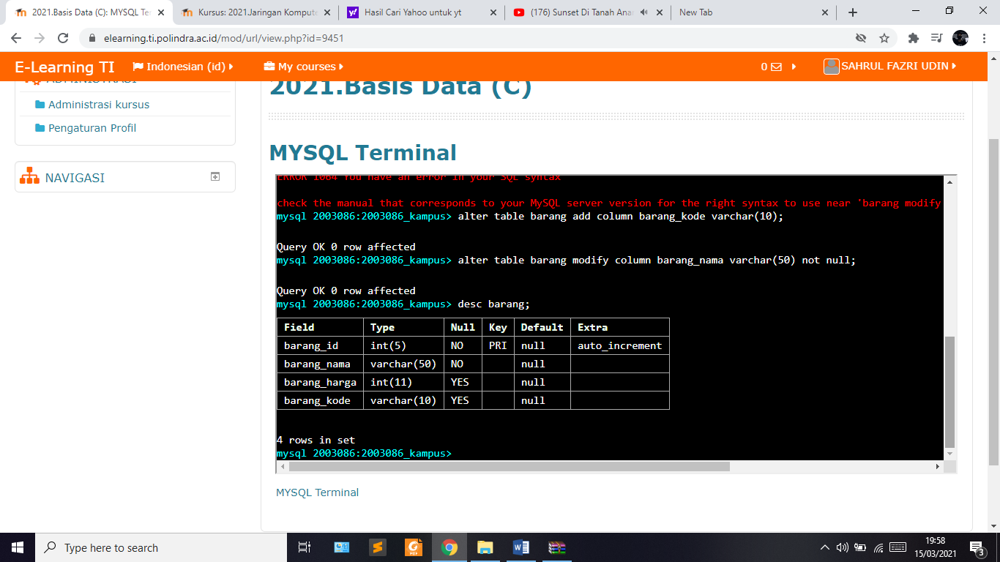 2021.Basis Data (C): MYSQL Te
Kursus: 2021.Jaringan Kompute
Hasil Cari Yahoo untuk yt
(176) Sunset Di Tanah Ana
New Tab
elearning.ti.polindra.ac.id/mod/url/view.php?id=9451
E-Learning TI
Indonesian (id)
My courses
0
SAHRUL FAZRI UDIN
ADMINISTRASI
Administrasi kursus
Pengaturan Profil
NAVIGASI
2021.Basis Data (C)
MYSQL Terminal
ERROR 1064 You have an error in your SQL syntax
check the manual that corresponds to your MySQL server version for the right syntax to use near 'barang modify
mysql 2003086:2003086_kampus> alter table barang add column barang_kode varchar(10);
Query OK 0 row affected
mysql 2003086:2003086_kampus> alter table barang modify column barang_nama varchar(50) not null;
Query OK 0 row affected
mysql 2003086:2003086_kampus> desc barang;
Field Type Null Key Default Extra
barang_id int(5) NO PRI null auto_increment
barang_nama varchar(50) NO null
barang_harga int(11) YES null
barang_kode varchar(10) YES null
4 rows in set
mysql 2003086:2003086_kampus>
MYSQL Terminal
Type here to search
19:58
15/03/2021
3